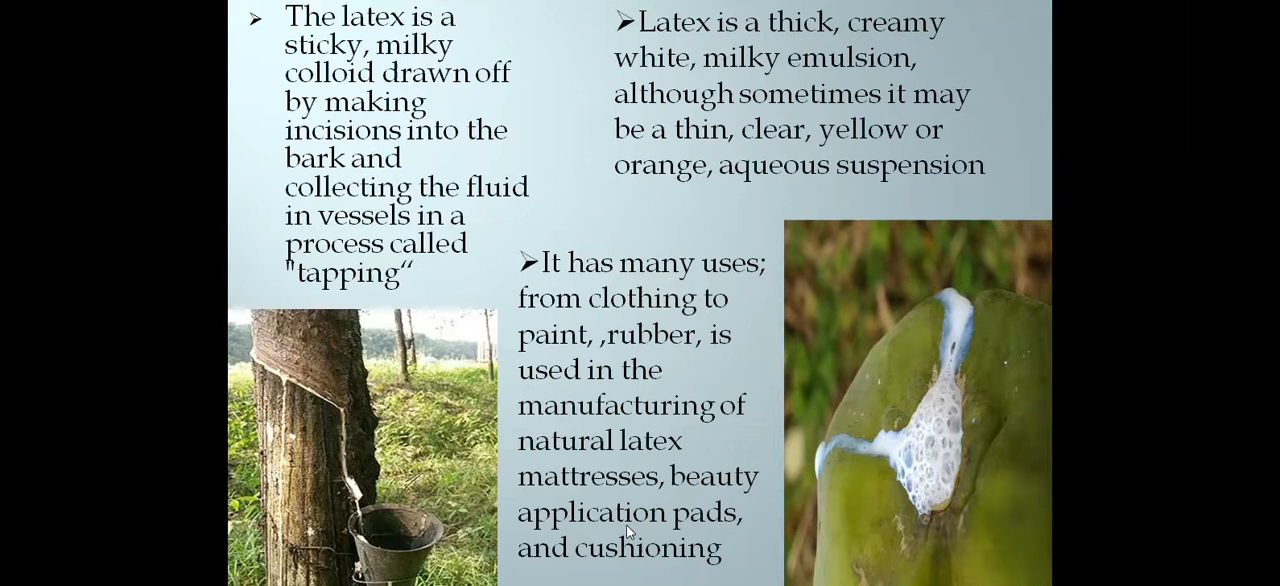 ➢ The latex is a
sticky, milky
colloid drawn off
by making
incisions into the
bark and
collecting the fluid
in vessels in a
process called
"tapping“
➢Latex is a thick, creamy
white, milky emulsion,
although sometimes it may
be a thin, clear, yellow or
orange, aqueous suspension
➢It has many uses;
from clothing to
paint, ,rubber, is
used in the
manufacturing of
natural latex
mattresses, beauty
application pads,
and cushioning